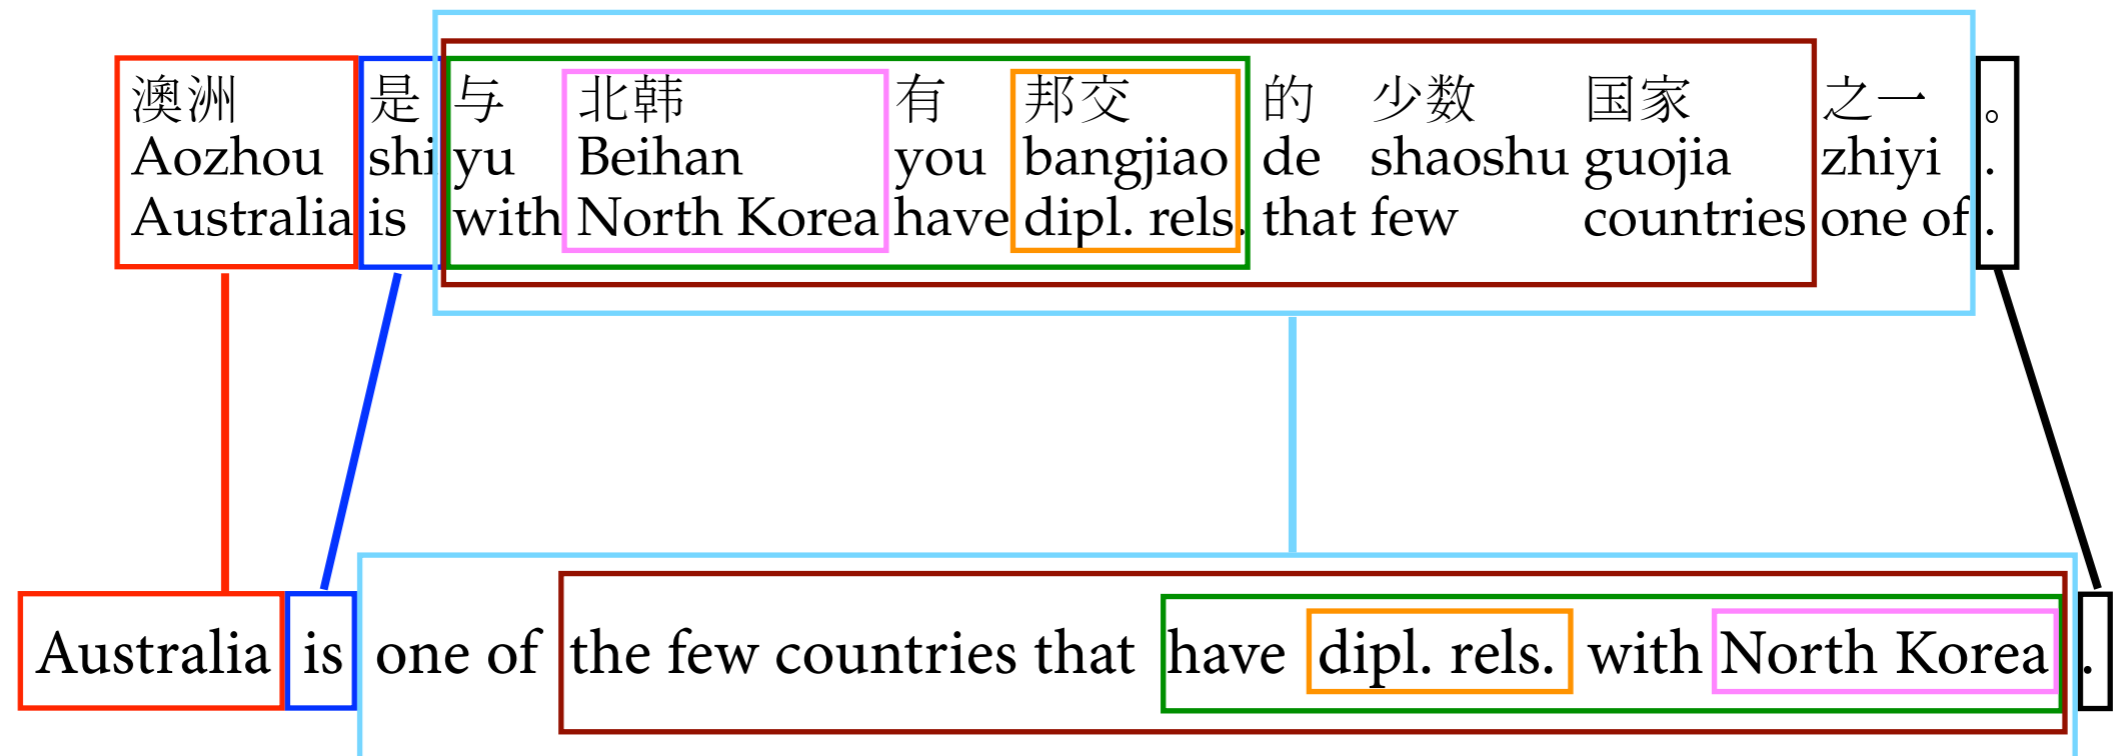 澳洲 是 与 北韩 有 邦交 的 少数 国家 之一 。
Aozhou shi yu Beihan you bangjiao de shaoshu guojia zhiyi .
Australia is with North Korea have dipl. rels. that few countries one of .
Australia is one of the few countries that have dipl. rels. with North Korea .